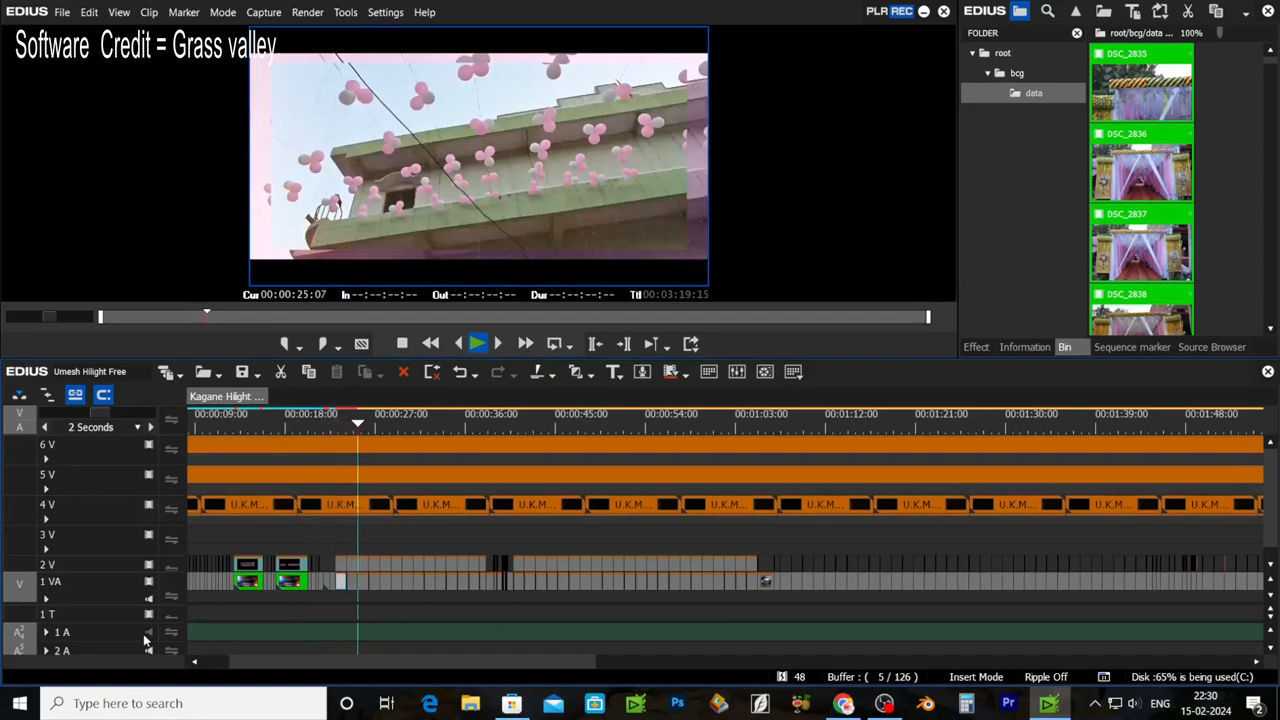 EDIUS File Edit View Clip Marker Mode Capture Render Tools Settings Help PLR REC
EDIUS
Software Credit = Grass valley
FOLDER
root/bcg/data ... 100%
root
bcg
data
DSC_2835
DSC_2836
DSC_2837
DSC_2838
Cur 00:00:25:07 In --:--:--:-- Out --:--:--:-- Dur --:--:--:-- Ttl 00:03:19:15
Effect Information Bin Sequence marker Source Browser
EDIUS Umesh Hilight Free
Kagane Hilight ...
V
A
2 Seconds
00:00:09:00 00:00:18:00 00:00:27:00 00:00:36:00 00:00:45:00 00:00:54:00 00:01:03:00 00:01:12:00 00:01:21:00 00:01:30:00 00:01:39:00 00:01:48:00
6 V
5 V
4 V U.K.M... U.K.M... U.K.M... U.K.M... U.K.M... U.K.M... U.K.M... U.K.M... U.K.M... U.K.M... U.K.M...
3 V
2 V
V 1 VA
1 T
1 A
2 A
48 Buffer : ( 5 / 126 ) Insert Mode Ripple Off Disk :65% is being used(C:)
Type here to search
Ps
Pr
ENG
22:30
15-02-2024
2